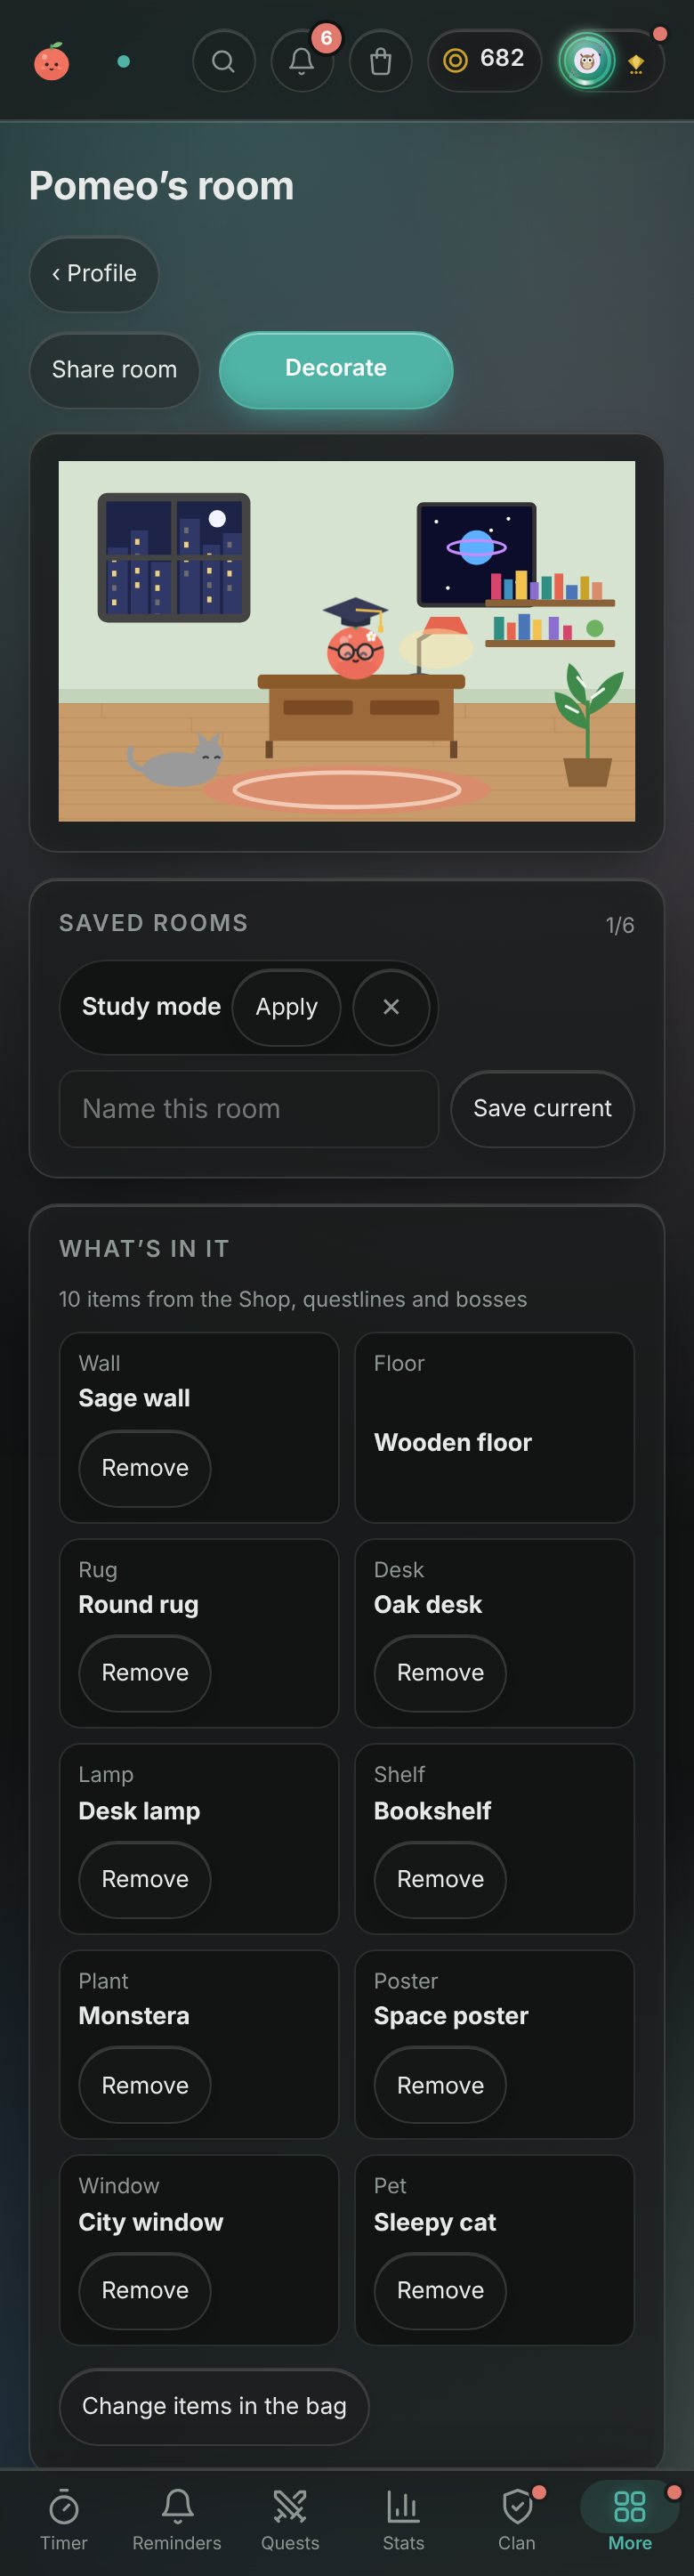 6
682
Pomeo’s room
‹ Profile
Share room
Decorate
SAVED ROOMS
1/6
Study mode
Apply
✕
Name this room
Save current
WHAT’S IN IT
10 items from the Shop, questlines and bosses
Wall
Sage wall
Remove
Floor
Wooden floor
Rug
Round rug
Remove
Desk
Oak desk
Remove
Lamp
Desk lamp
Remove
Shelf
Bookshelf
Remove
Plant
Monstera
Remove
Poster
Space poster
Remove
Window
City window
Remove
Pet
Sleepy cat
Remove
Change items in the bag
Timer
Reminders
Quests
Stats
Clan
More